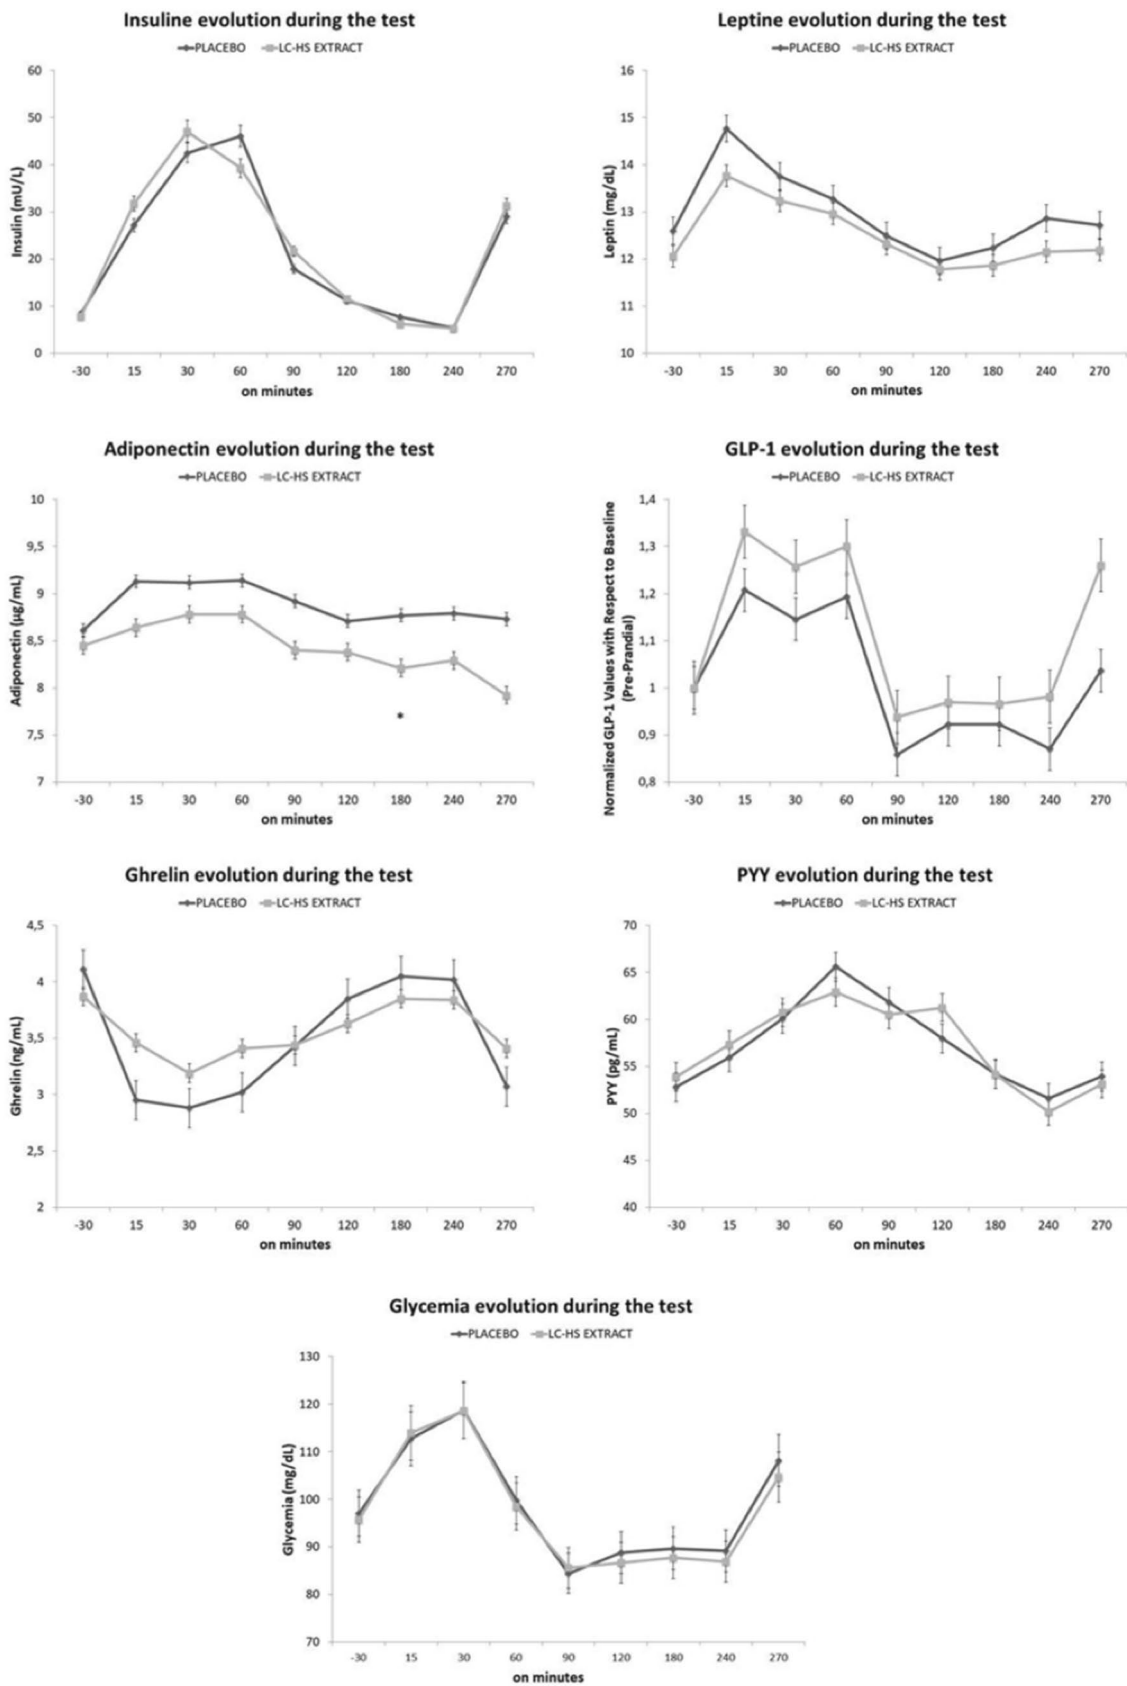 Insuline evolution during the test
PLACEBO LC-HS EXTRACT
60
50
40
30
20
10
0
Insulin (mU/L)
-30 15 30 60 90 120 180 240 270
on minutes
Leptine evolution during the test
PLACEBO LC-HS EXTRACT
16
15
14
13
12
11
10
Leptin (mg/dL)
-30 15 30 60 90 120 180 240 270
on minutes
Adiponectin evolution during the test
PLACEBO LC-HS EXTRACT
10
9,5
9
8,5
8
7,5
7
Adiponectin (µg/mL)
*
-30 15 30 60 90 120 180 240 270
on minutes
GLP-1 evolution during the test
PLACEBO LC-HS EXTRACT
1,4
1,3
1,2
1,1
1
0,9
0,8
Normalized GLP-1 Values with Respect to Baseline
(Pre-Prandial)
-30 15 30 60 90 120 180 240 270
on minutes
Ghrelin evolution during the test
PLACEBO LC-HS EXTRACT
4,5
4
3,5
3
2,5
2
Ghrelin (ng/mL)
-30 15 30 60 90 120 180 240 270
on minutes
PYY evolution during the test
PLACEBO LC-HS EXTRACT
70
65
60
55
50
45
40
PYY (pg/mL)
-30 15 30 60 90 120 180 240 270
on minutes
Glycemia evolution during the test
PLACEBO LC-HS EXTRACT
130
120
110
100
90
80
70
Glycemia (mg/dL)
-30 15 30 60 90 120 180 240 270
on minutes